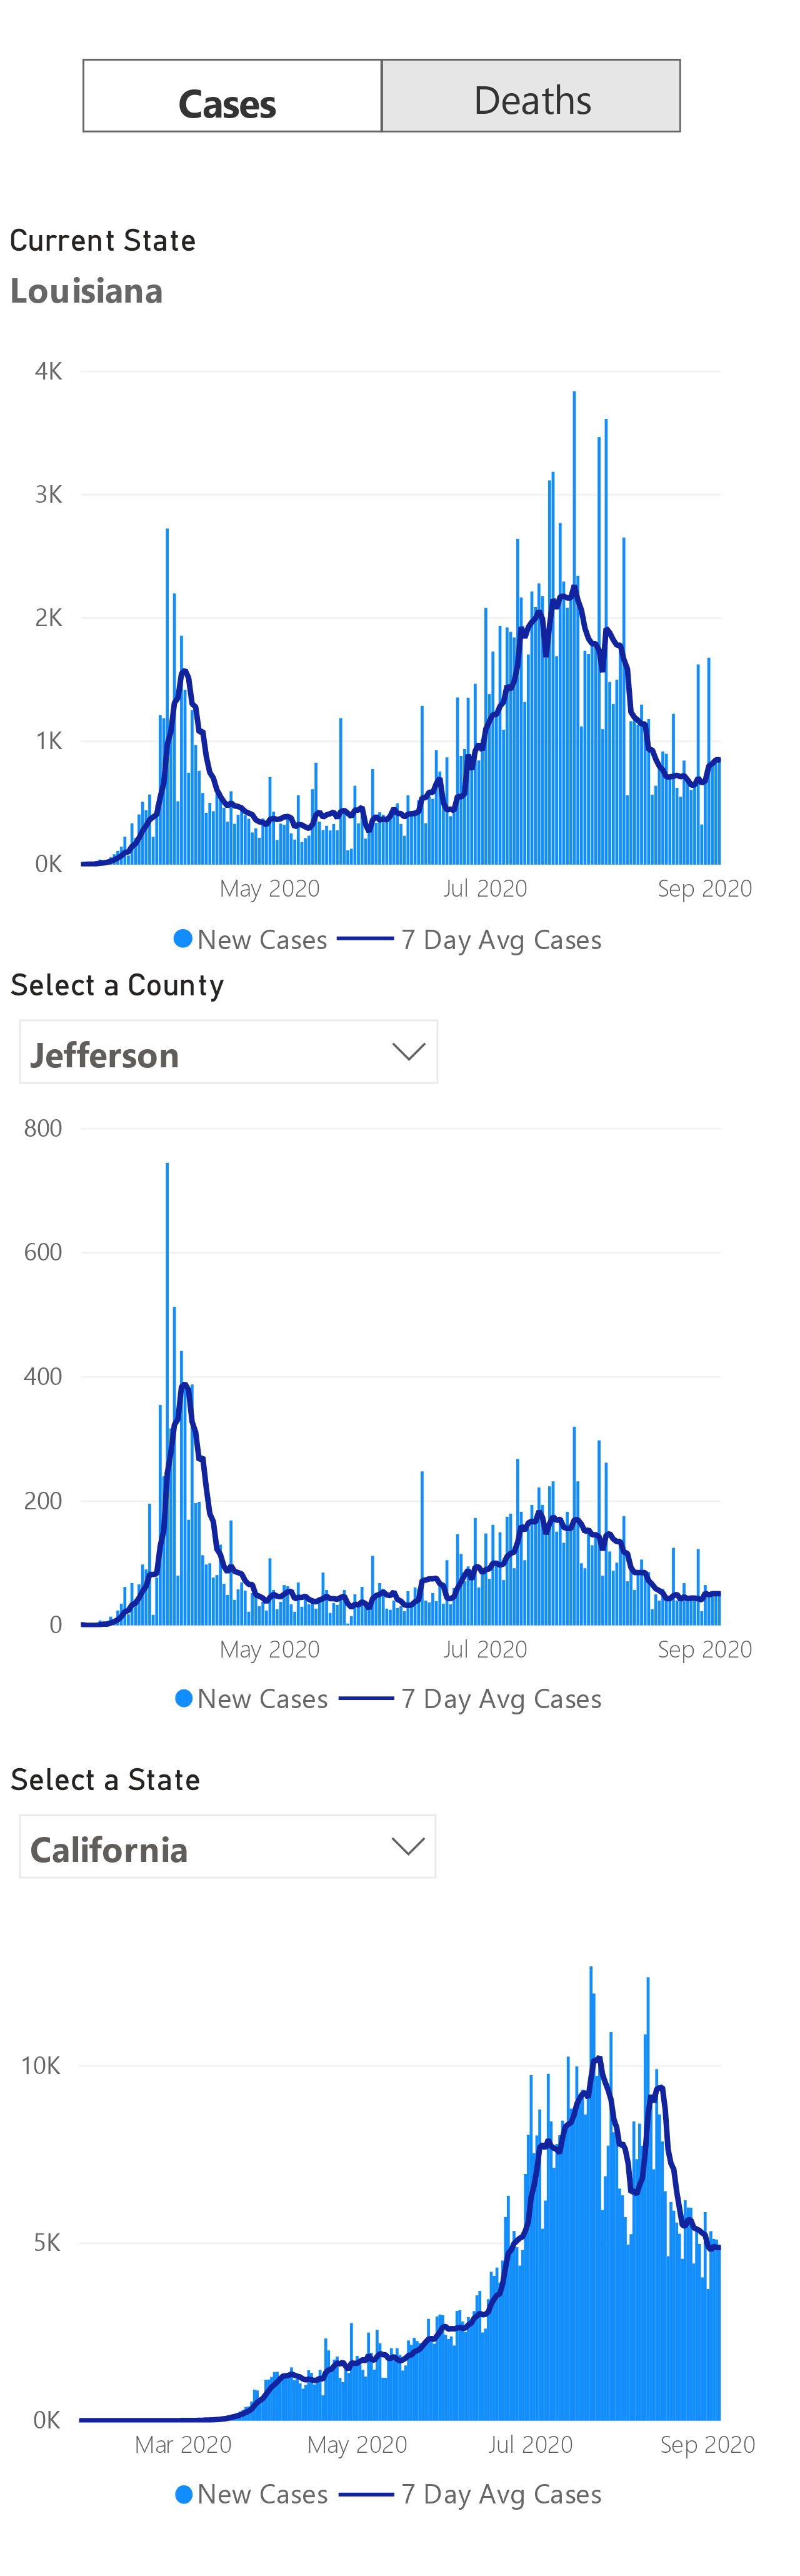 Cases Deaths
Current State
Louisiana
4K
3K
2K
1K
0K
May 2020 Jul 2020 Sep 2020
New Cases 7 Day Avg Cases
Select a County
Jefferson
800
600
400
200
0
May 2020 Jul 2020 Sep 2020
New Cases 7 Day Avg Cases
Select a State
California
10K
5K
0K
Mar 2020 May 2020 Jul 2020 Sep 2020
New Cases 7 Day Avg Cases